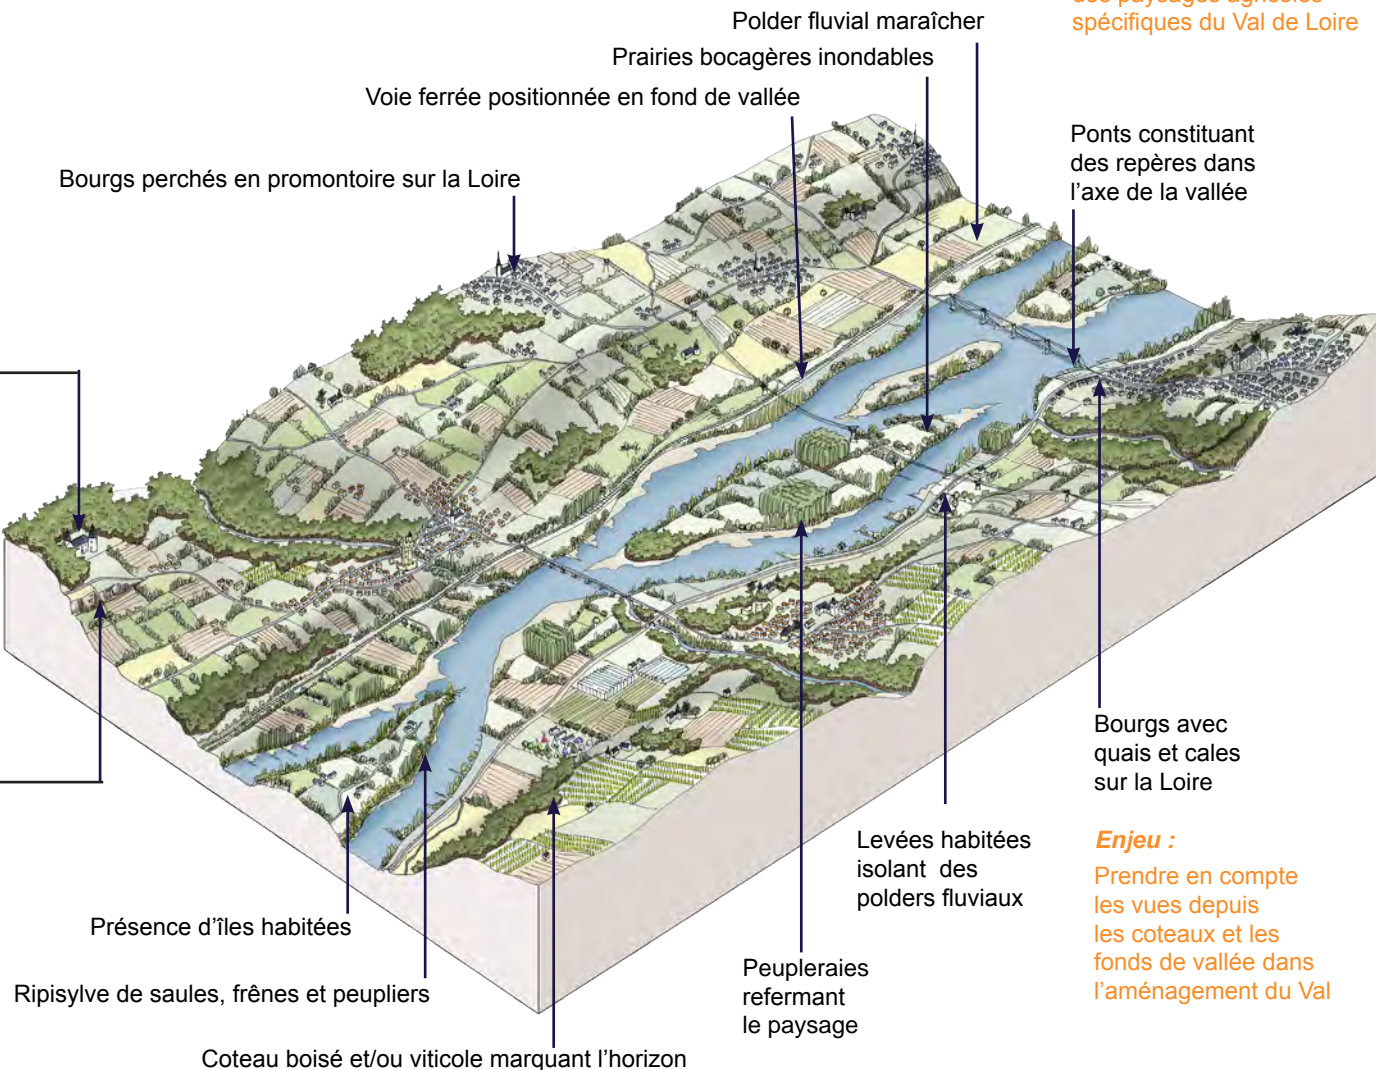 des paysages agricoles
spécifiques du Val de Loire
Polder fluvial maraîcher
Prairies bocagères inondables
Voie ferrée positionnée en fond de vallée
Bourgs perchés en promontoire sur la Loire
Ponts constituant
des repères dans
l’axe de la vallée
Bourgs avec
quais et cales
sur la Loire
Levées habitées
isolant des
polders fluviaux
Enjeu :
Prendre en compte
les vues depuis
les coteaux et les
fonds de vallée dans
l’aménagement du Val
Présence d’îles habitées
Ripisylve de saules, frênes et peupliers
Peupleraies
refermant
le paysage
Coteau boisé et/ou viticole marquant l’horizon